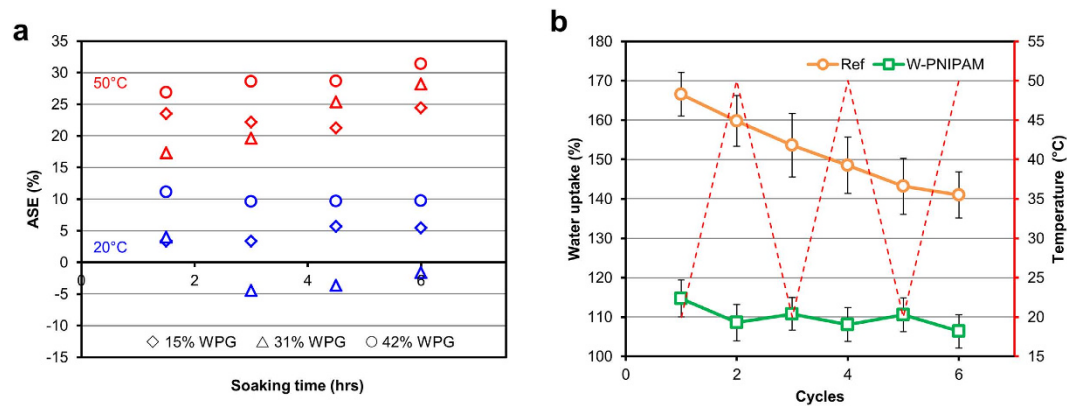 a
35
30
25
20
15
10
5
0
-5
-10
-15
ASE (%)
50°C
20°C
0
2
4
6
15% WPG
31% WPG
42% WPG
Soaking time (hrs)
b
180
170
160
150
140
130
120
110
100
Water uptake (%)
Ref
W-PNIPAM
55
50
45
40
35
30
25
20
15
Temperature (°C)
0
2
4
6
Cycles